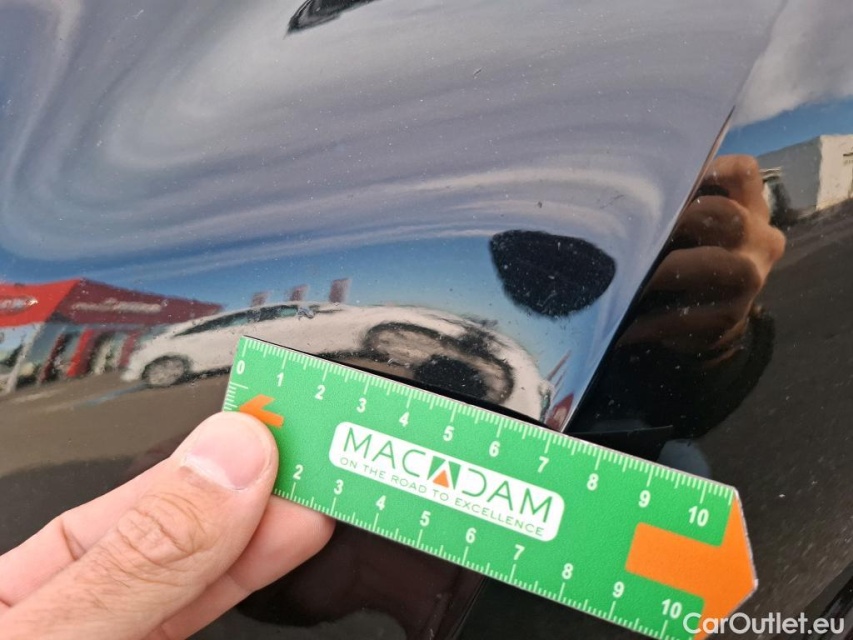 0 1 2 3 4 5 6 7 8 9 10
MACADAM
ON THE ROAD TO EXCELLENCE
2 3 4 5 6 7 8 9 10
CarOutlet.eu